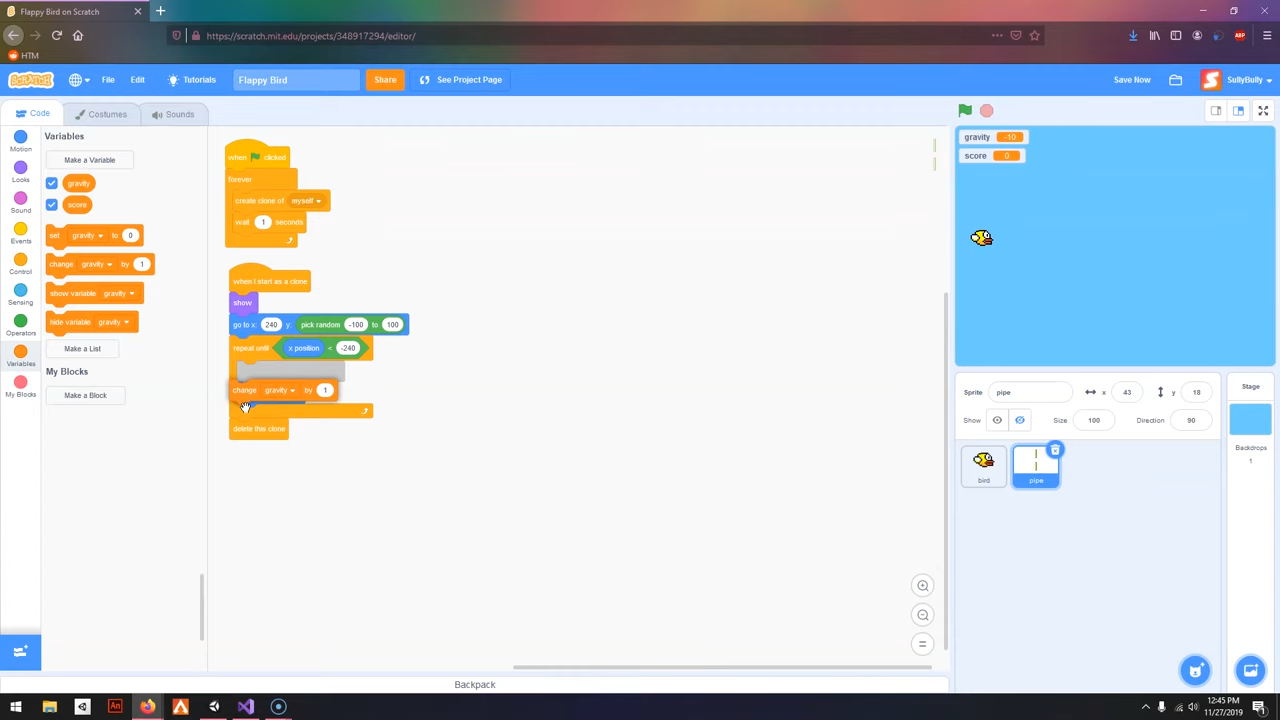 Flappy Bird on Scratch
https://scratch.mit.edu/projects/348917294/editor/
HTM
SCRATCH
File
Edit
Tutorials
Flappy Bird
Share
See Project Page
Save Now
SullyBully
Code
Costumes
Sounds
Motion
Looks
Sound
Events
Control
Sensing
Operators
Variables
My Blocks
Variables
Make a Variable
gravity
score
set gravity to 0
change gravity by 1
show variable gravity
hide variable gravity
Make a List
My Blocks
Make a Block
when clicked
forever
create clone of myself
wait 1 seconds
when I start as a clone
show
go to x: 240 y: pick random -100 to 100
repeat until x position < -240
change gravity by 1
delete this clone
Backpack
gravity -10
score 0
Sprite pipe x 43 y 18
Show Size 100 Direction 90
bird
pipe
Stage
Backdrops
1
ABP
An
12:45 PM
11/27/2019
1